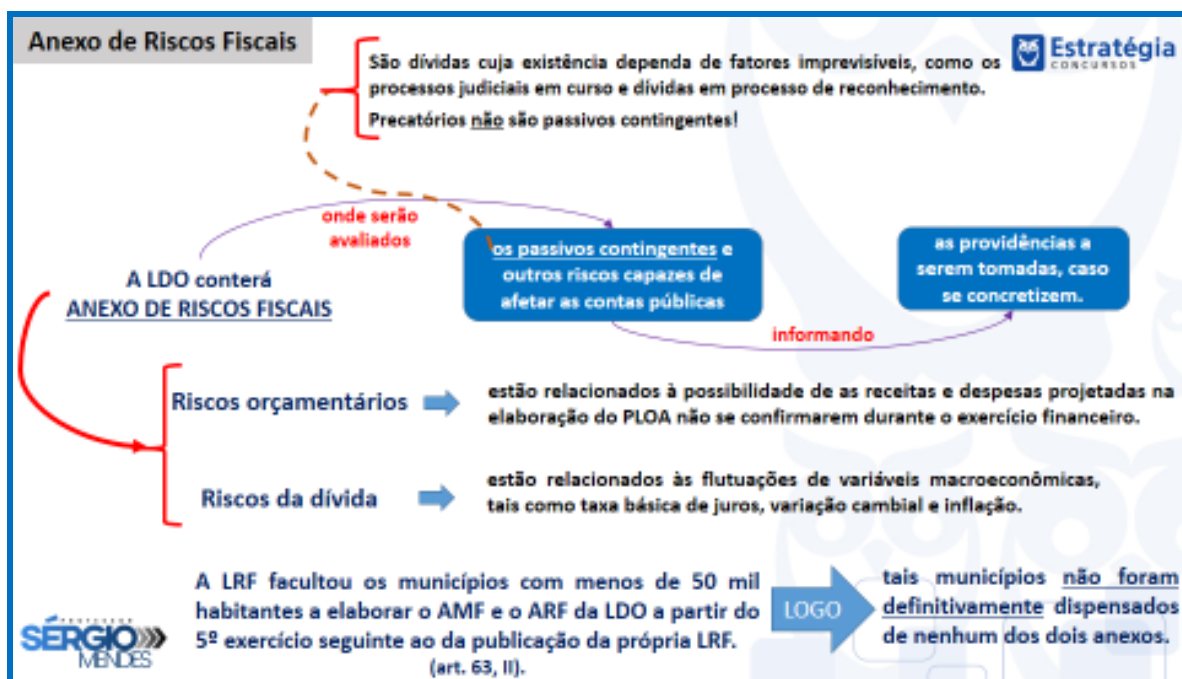 Anexo de Riscos Fiscais
Estratégia
CONCURSOS
São dívidas cuja existência dependa de fatores imprevisíveis, como os
processos judiciais em curso e dívidas em processo de reconhecimento.
Precatórios não são passivos contingentes!
onde serão
avaliados
A LDO conterá
ANEXO DE RISCOS FISCAIS
os passivos contingentes e
outros riscos capazes de
afetar as contas públicas
informando
as providências a
serem tomadas, caso
se concretizem.
Riscos orçamentários
estão relacionados à possibilidade de as receitas e despesas projetadas na
elaboração do PLOA não se confirmarem durante o exercício financeiro.
Riscos da dívida
estão relacionados às flutuações de variáveis macroeconômicas,
tais como taxa básica de juros, variação cambial e inflação.
A LRF facultou os municípios com menos de 50 mil
habitantes a elaborar o AMF e o ARF da LDO a partir do
5º exercício seguinte ao da publicação da própria LRF.
(art. 63, II).
LOGO
tais municípios não foram
definitivamente dispensados
de nenhum dos dois anexos.
PROFESSOR
SÉRGIO
MENDES